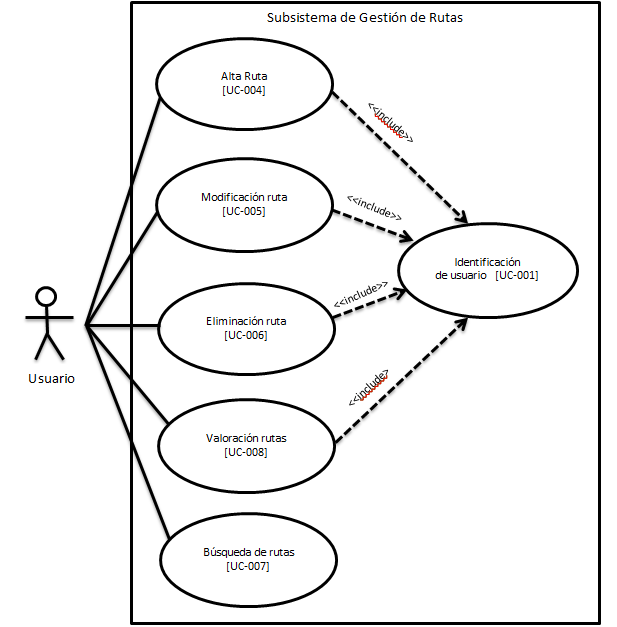 Subsistema de Gestión de Rutas
Alta Ruta
[UC-004]
<<include>>
Modificación ruta
[UC-005]
<<include>>
Identificación
de usuario [UC-001]
Eliminación ruta
[UC-006]
<<include>>
Usuario
Valoración rutas
[UC-008]
<<include>
Búsqueda de rutas
[UC-007]